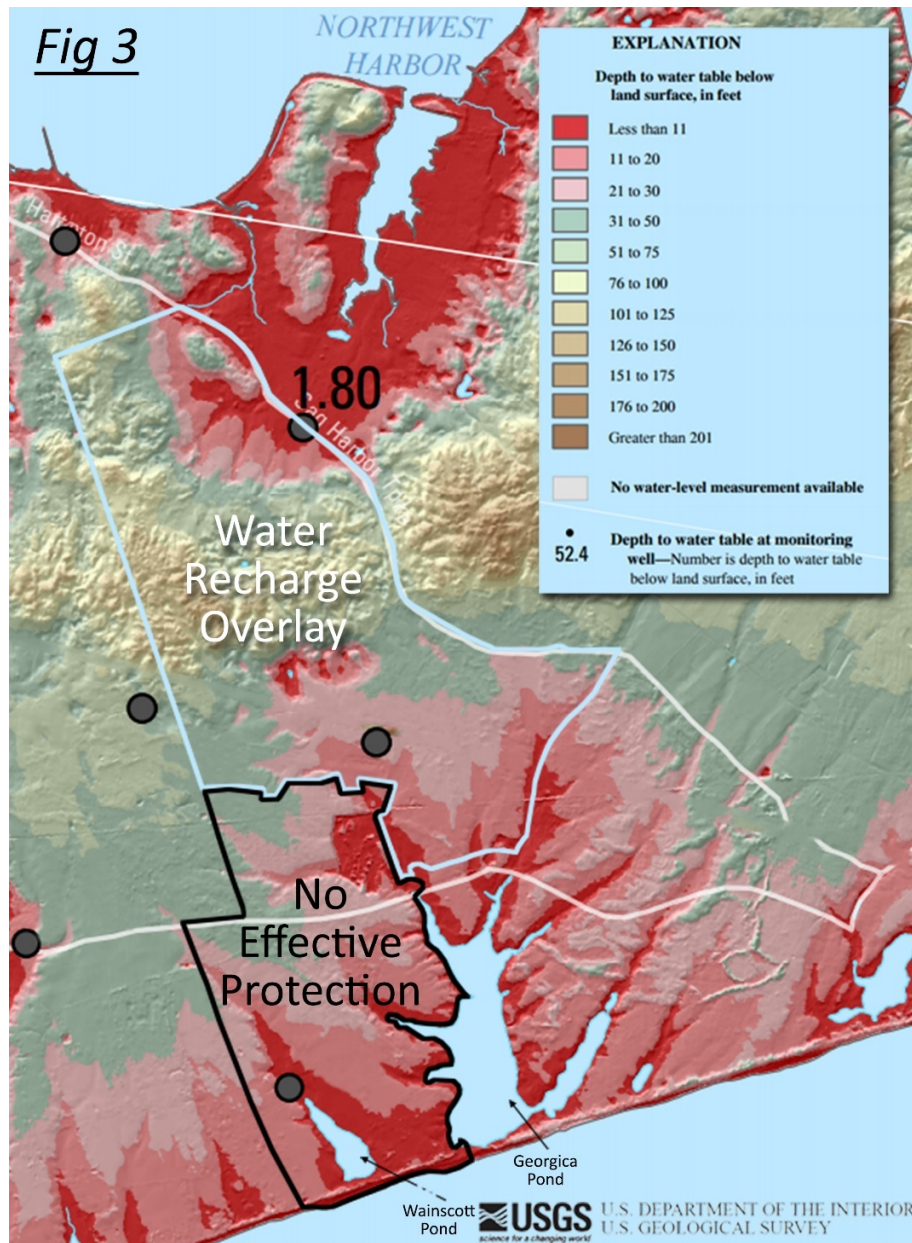 Fig 3
NORTHWEST
HARBOR
EXPLANATION
Depth to water table below
land surface, in feet
Less than 11
11 to 20
21 to 30
31 to 50
51 to 75
76 to 100
101 to 125
126 to 150
151 to 175
176 to 200
Greater than 201
No water-level measurement available
52.4
Depth to water table at monitoring
well—Number is depth to water table
below land surface, in feet
St
1.80
Sag Harbor
Water
Recharge
Overlay
No
Effective
Protection
Georgica
Pond
Wainscott
Pond
USGS
science for a changing world
U.S. DEPARTMENT OF THE INTERIOR
U.S. GEOLOGICAL SURVEY